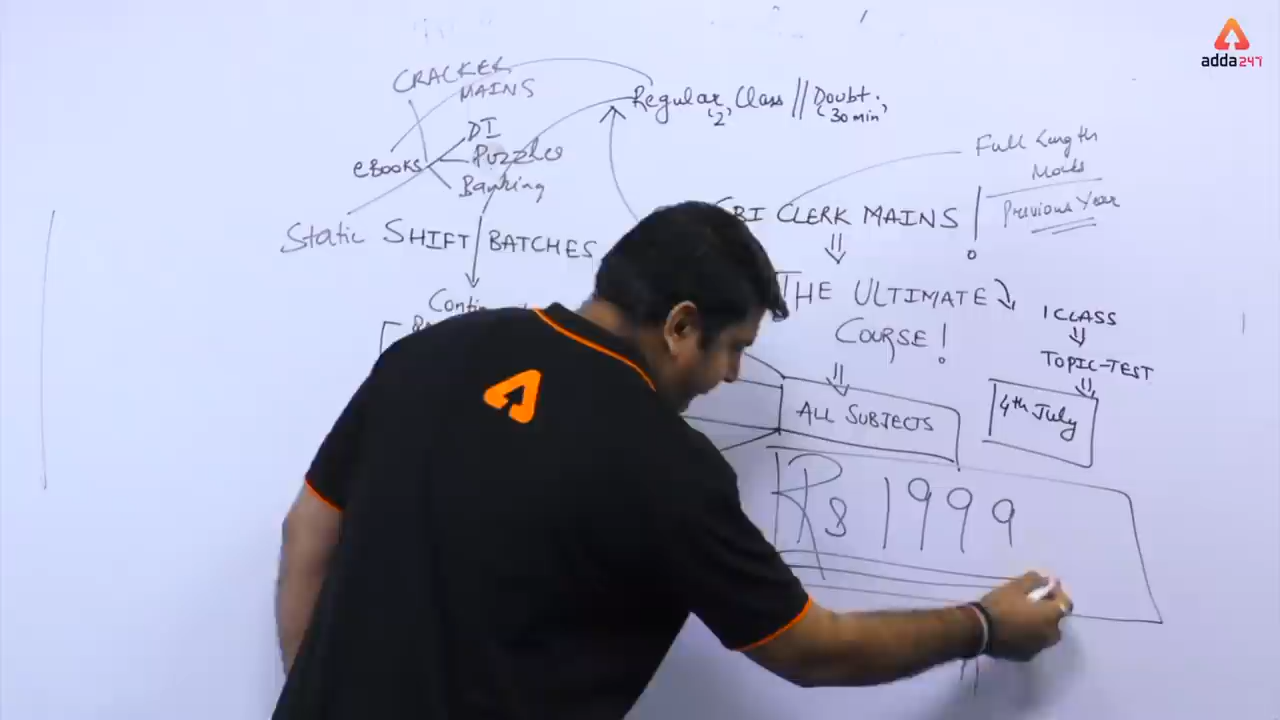 adda247
CRACKER
MAINS
DI
eBOOKS
Puzzles
Banking
Static SHIFT BATCHES
Regular Class || Doubt.
(2) (30 min)
Full Length
Mocks
Previous Year
SBI CLERK MAINS !
⇓
THE ULTIMATE
COURSE !
⇓
ALL SUBJECTS
1 CLASS
⇓
TOPIC-TEST
⇓
4th July
Rs 1999